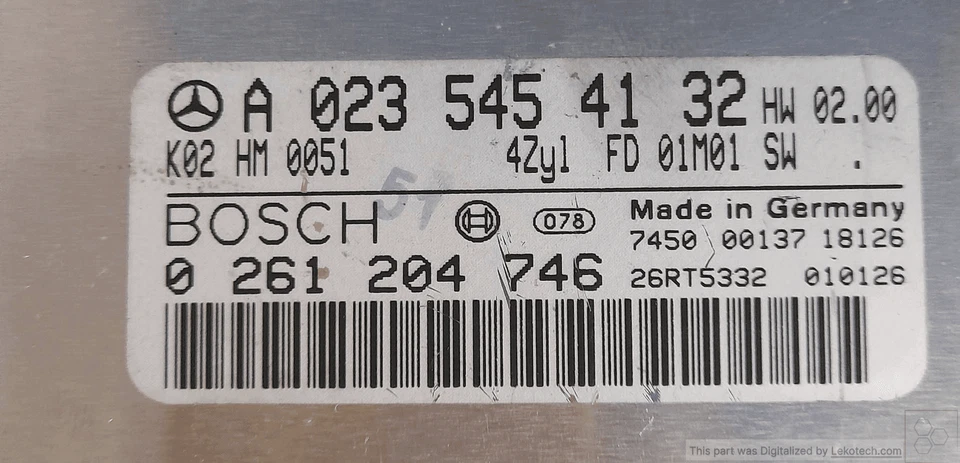 A 023 545 41 32 HW 02.00
K02 HM 0051 4Zyl FD 01M01 SW .
BOSCH 078 Made in Germany
51
7450 00137 18126
0 261 204 746 26RT5332 010126
This part was Digitalized by Lekotech.com